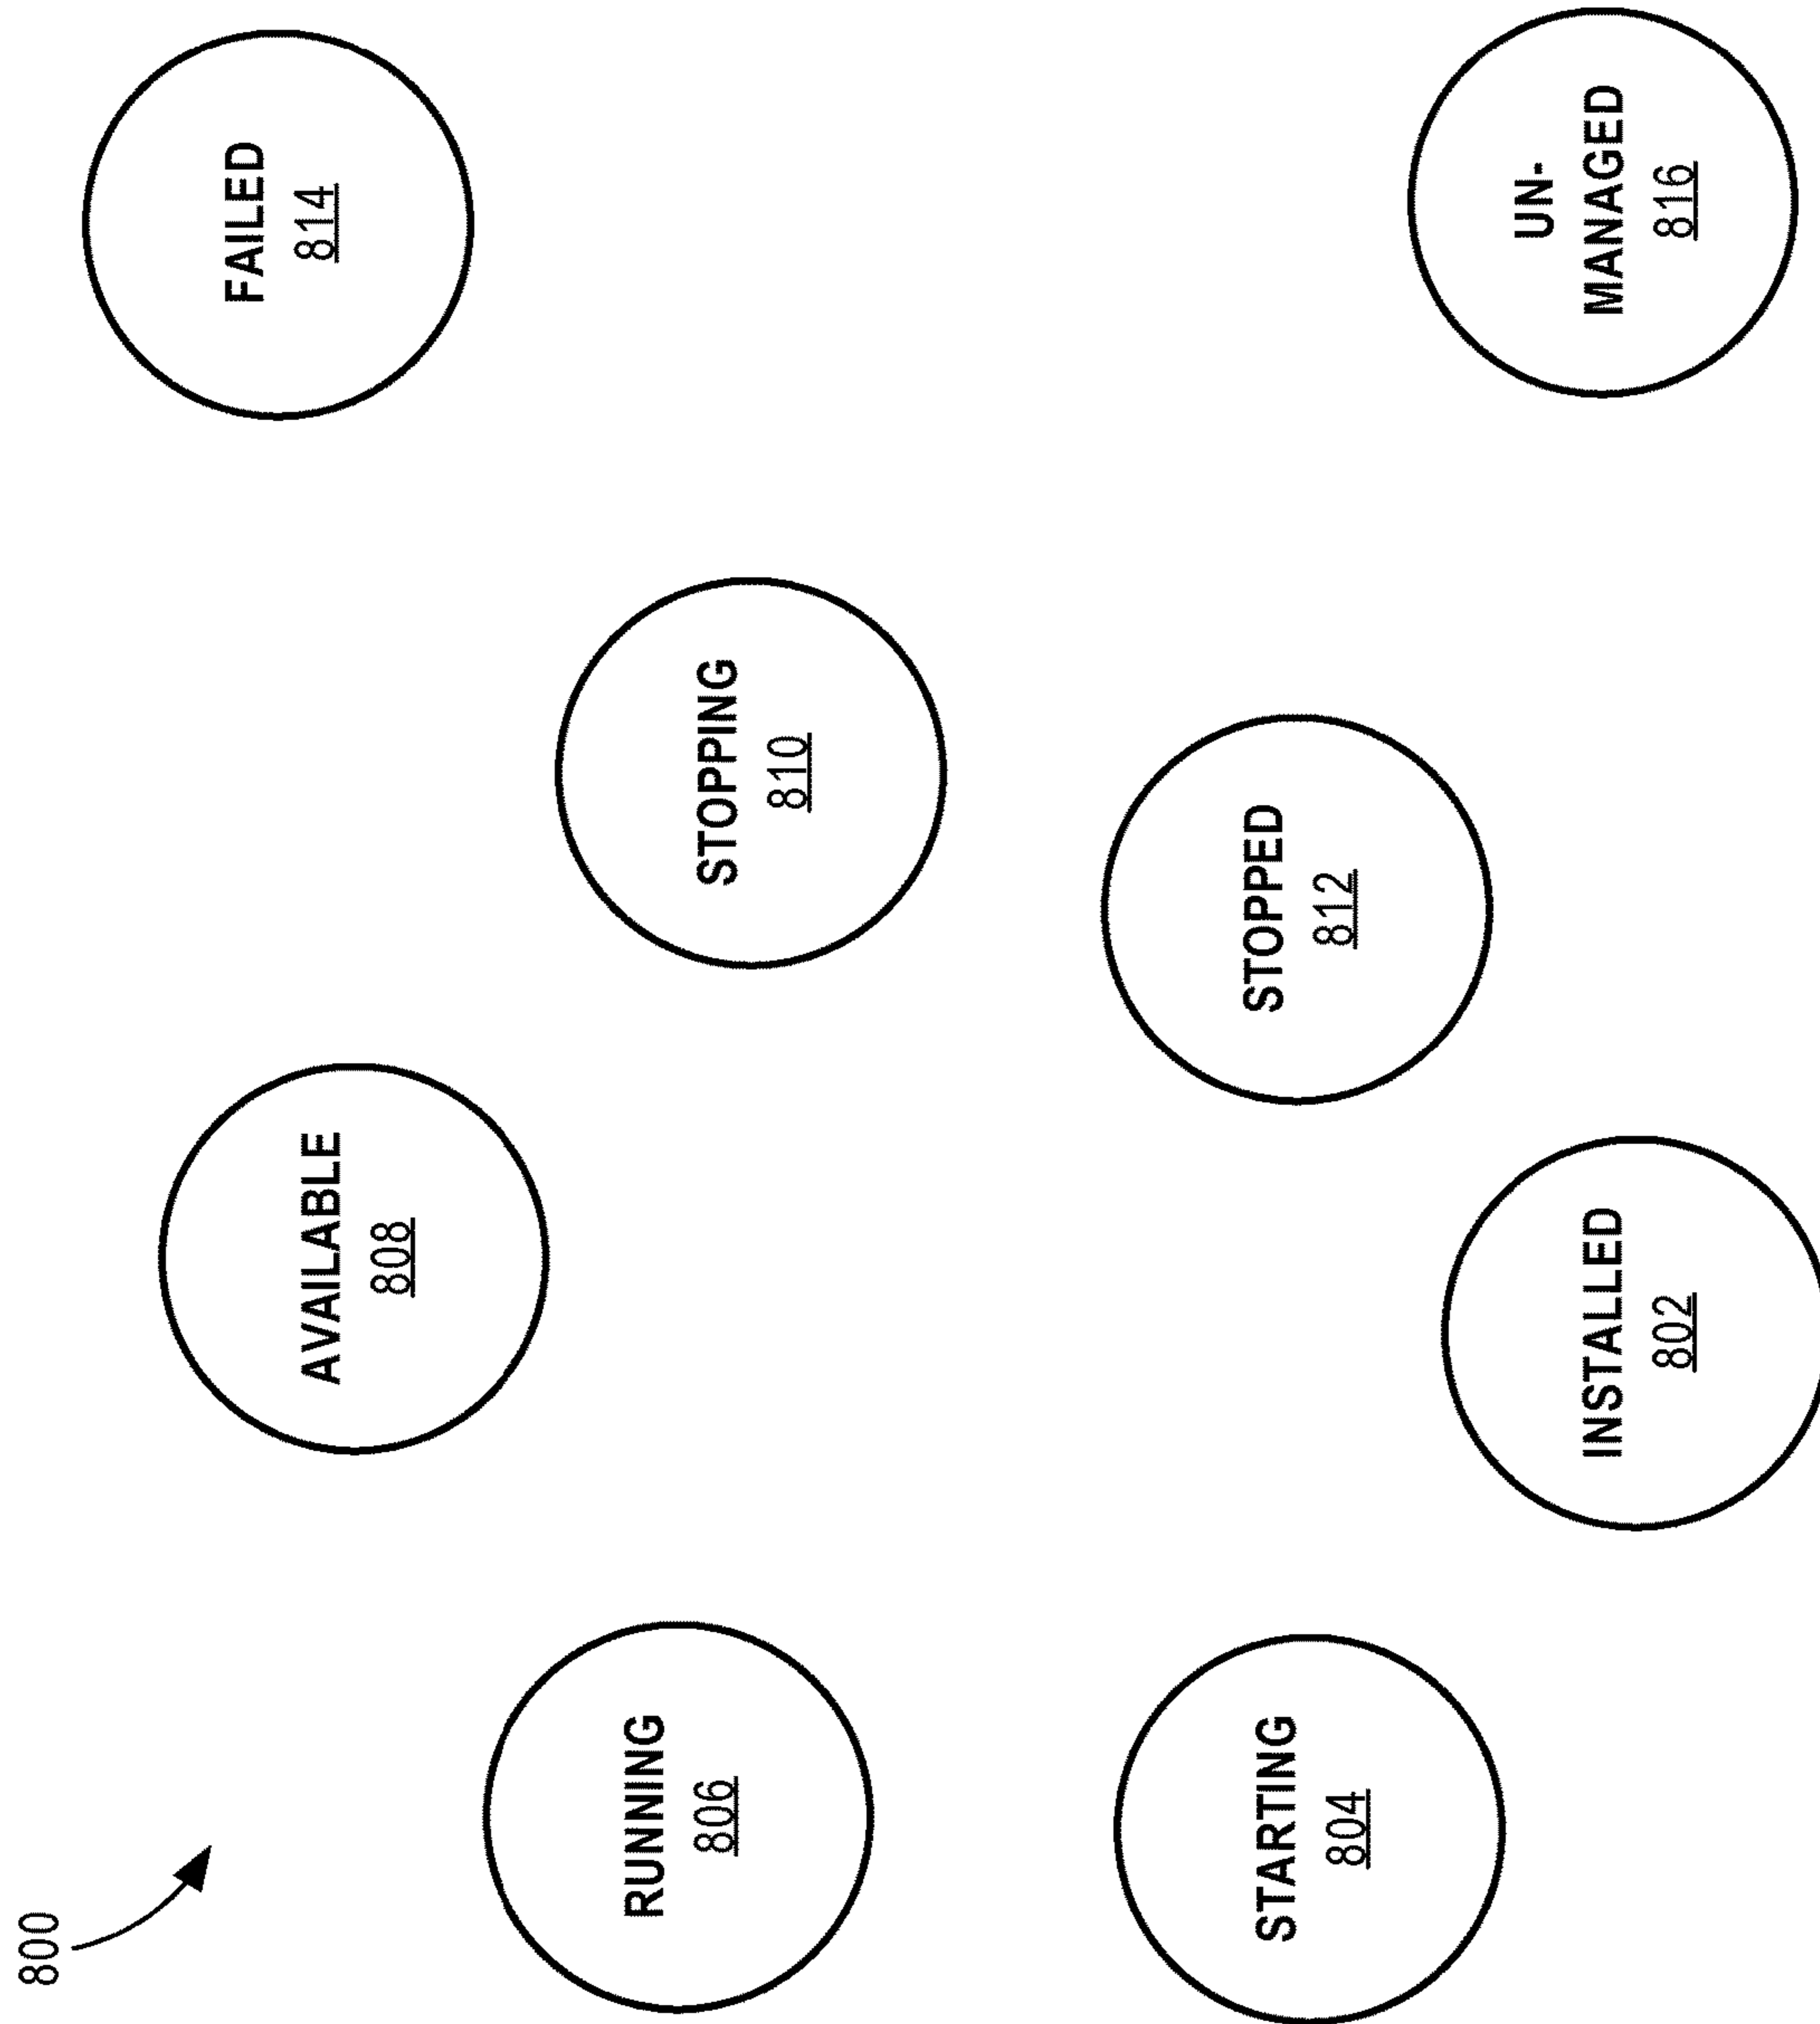 800
AVAILABLE
808
FAILED
814
RUNNING
806
STOPPING
810
STARTING
804
STOPPED
812
INSTALLED
802
UN-
MANAGED
816